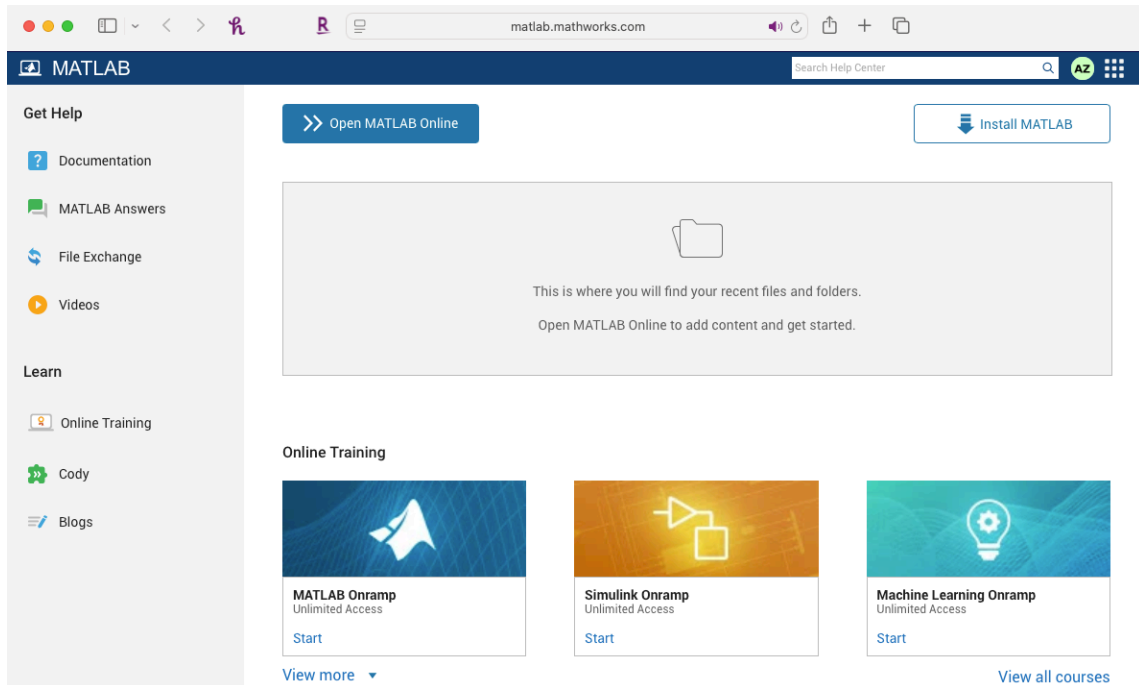 matlab.mathworks.com
MATLAB
Search Help Center
AZ
Get Help
Documentation
MATLAB Answers
File Exchange
Videos
Learn
Online Training
Cody
Blogs
Open MATLAB Online
Install MATLAB
This is where you will find your recent files and folders.
Open MATLAB Online to add content and get started.
Online Training
MATLAB Onramp
Unlimited Access
Start
Simulink Onramp
Unlimited Access
Start
Machine Learning Onramp
Unlimited Access
Start
View more
View all courses